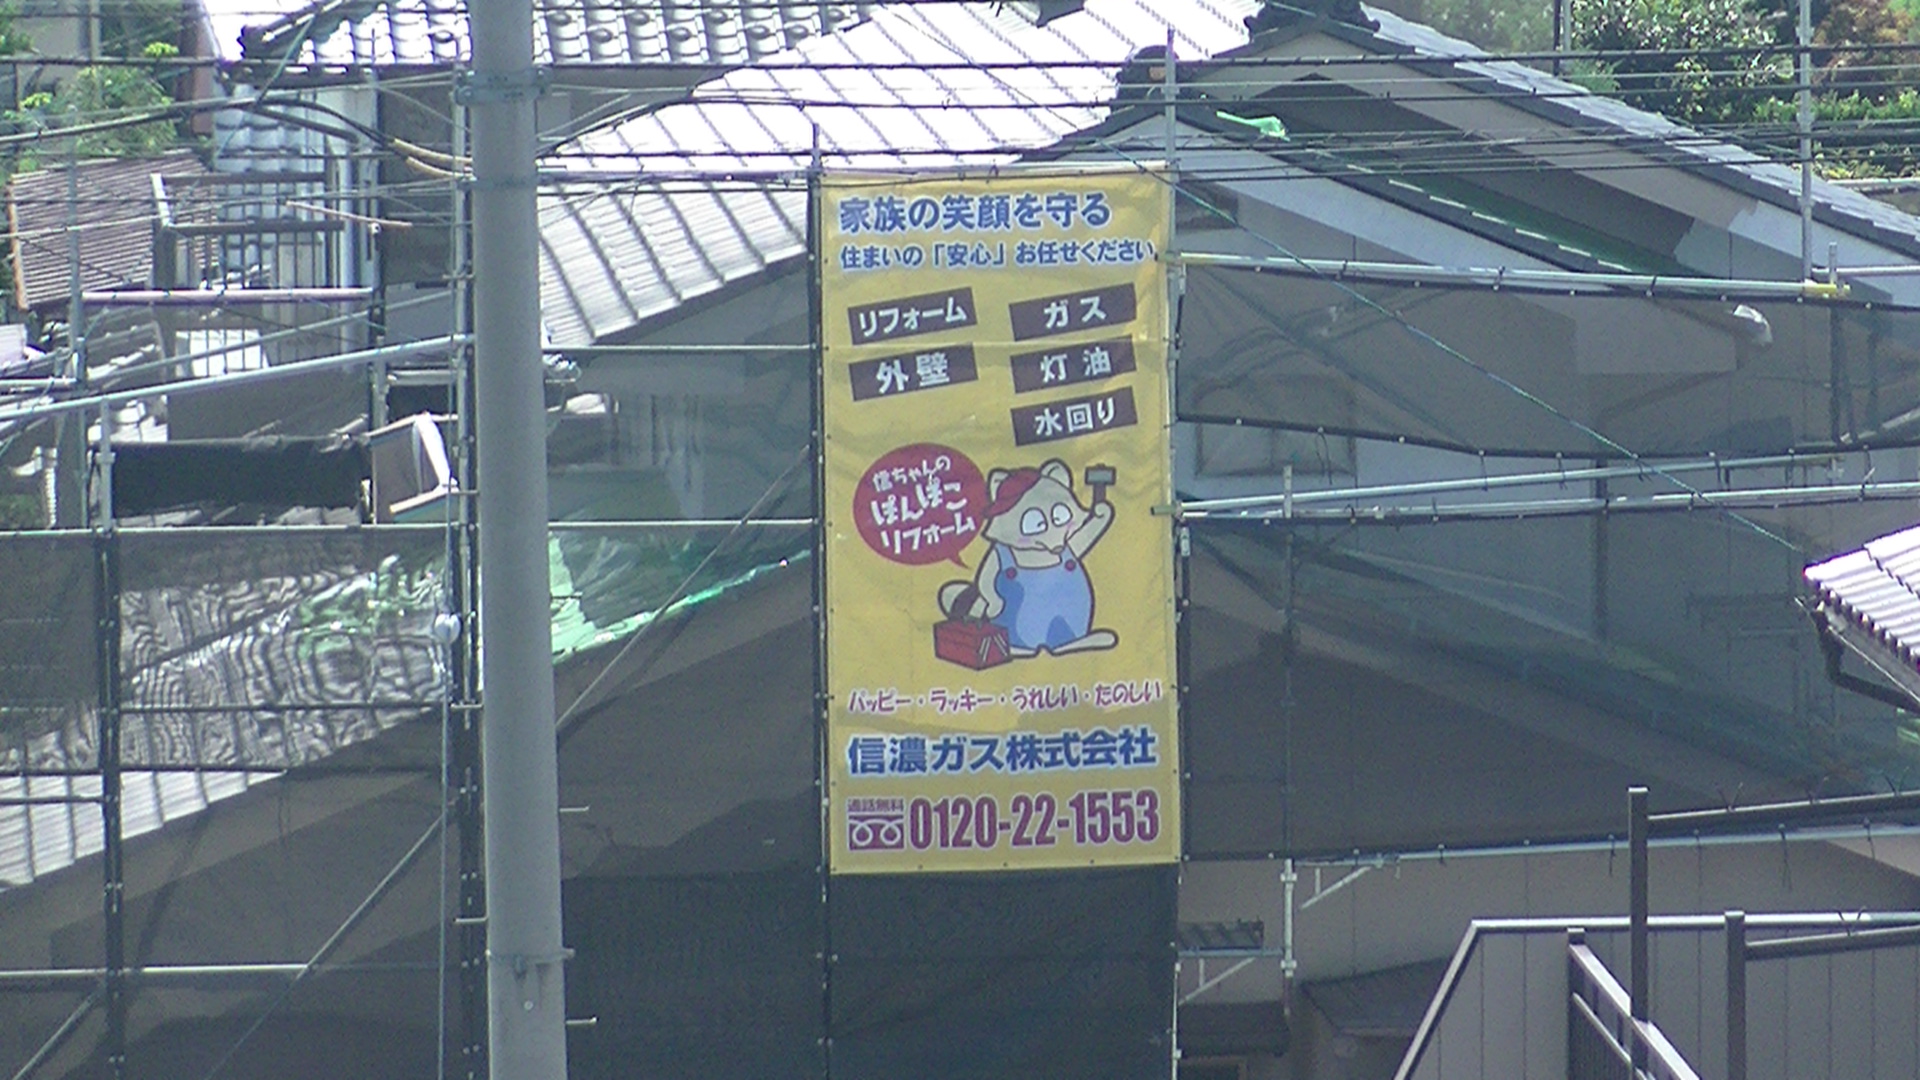 家族の笑顔を守る
住まいの「安心」お任せください
リフォーム
ガス
外壁
灯油
水回り
信ちゃんの
ぽんぽこ
リフォーム
ハッピー・ラッキー・うれしい・たのしい
信濃ガス株式会社
通話無料
0120-22-1553